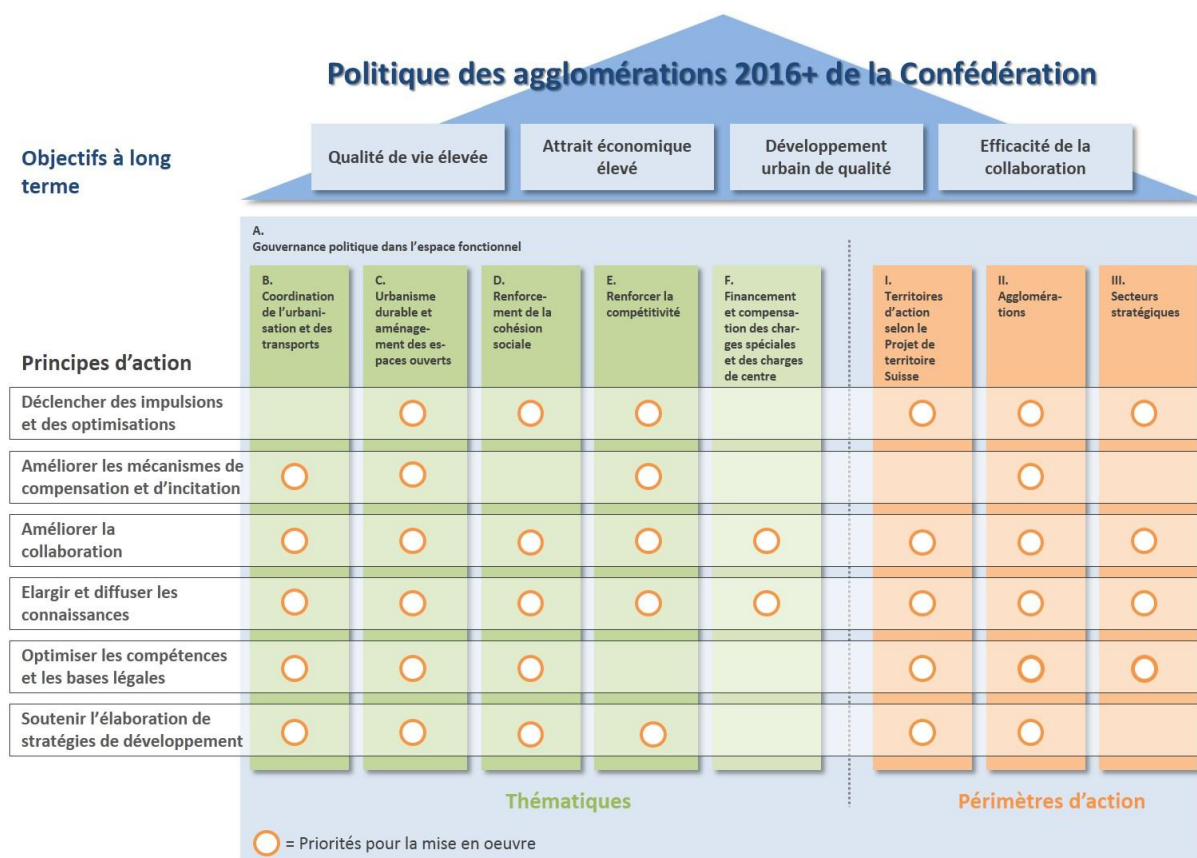 Politique des agglomérations 2016+ de la Confédération
Objectifs à long
terme
Qualité de vie élevée
Attrait économique
élevé
Développement
urbain de qualité
Efficacité de la
collaboration
A.
Gouvernance politique dans l'espace fonctionnel
B.
Coordination
de l'urbani-
sation et des
transports
C.
Urbanisme
durable et
aménage-
ment des es-
paces ouverts
D.
Renforce-
ment de la
cohésion
sociale
E.
Renforcer la
compétitivité
F.
Financement
et compensa-
tion des char-
ges spéciales
et des charges
de centre
I.
Territoires
d'action
selon le
Projet de
territoire
Suisse
II.
Aggloméra-
tions
III.
Secteurs
stratégiques
Principes d'action
Déclencher des impulsions
et des optimisations
Améliorer les mécanismes de
compensation et d'incitation
Améliorer la
collaboration
Elargir et diffuser les
connaissances
Optimiser les compétences
et les bases légales
Soutenir l'élaboration de
stratégies de développement
Thématiques
Périmètres d'action
= Priorités pour la mise en oeuvre